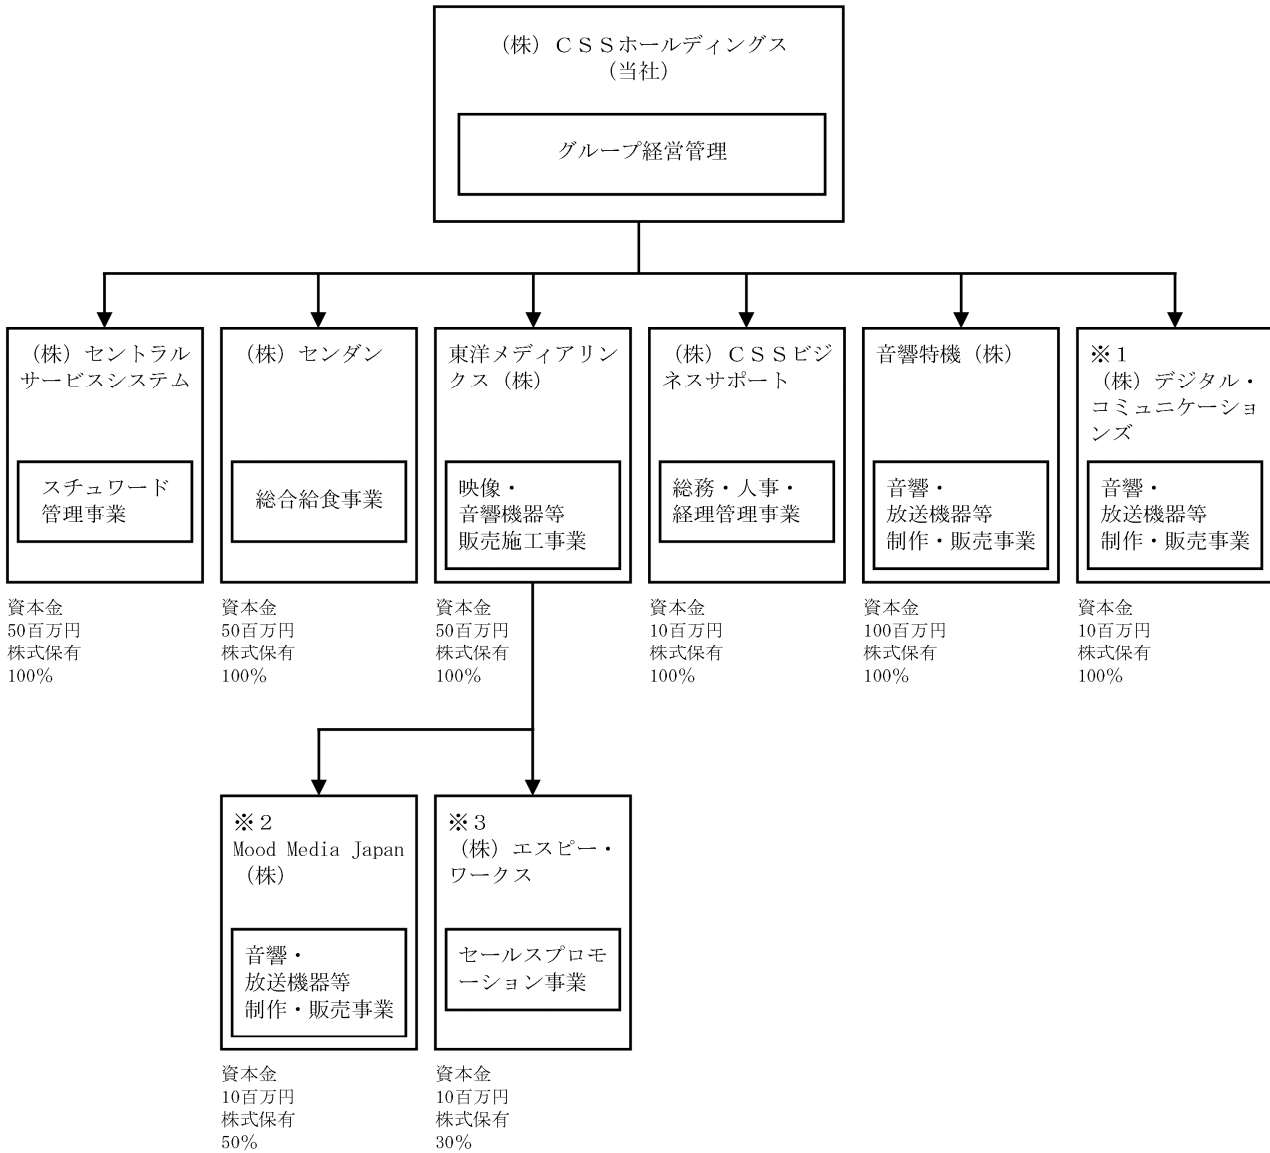 （株）ＣＳＳホールディングス
（当社）
グループ経営管理
（株）セントラル
サービスシステム
スチュワード
管理事業
資本金
50百万円
株式保有
100%
（株）センダン
総合給食事業
資本金
50百万円
株式保有
100%
東洋メディアリン
クス（株）
映像・
音響機器等
販売施工事業
資本金
50百万円
株式保有
100%
（株）ＣＳＳビジ
ネスサポート
総務・人事・
経理管理事業
資本金
10百万円
株式保有
100%
音響特機（株）
音響・
放送機器等
制作・販売事業
資本金
100百万円
株式保有
100%
※１
（株）デジタル・
コミュニケーショ
ンズ
音響・
放送機器等
制作・販売事業
資本金
10百万円
株式保有
100%
※２
Mood Media Japan
（株）
音響・
放送機器等
制作・販売事業
資本金
10百万円
株式保有
50%
※３
（株）エスピー・
ワークス
セールスプロモ
ーション事業
資本金
10百万円
株式保有
30%